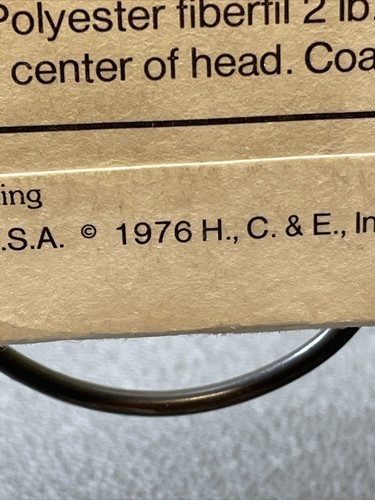 Polyester fiberfil 2 lb.
center of head. Coa
ing
.S.A. © 1976 H., C. & E., In